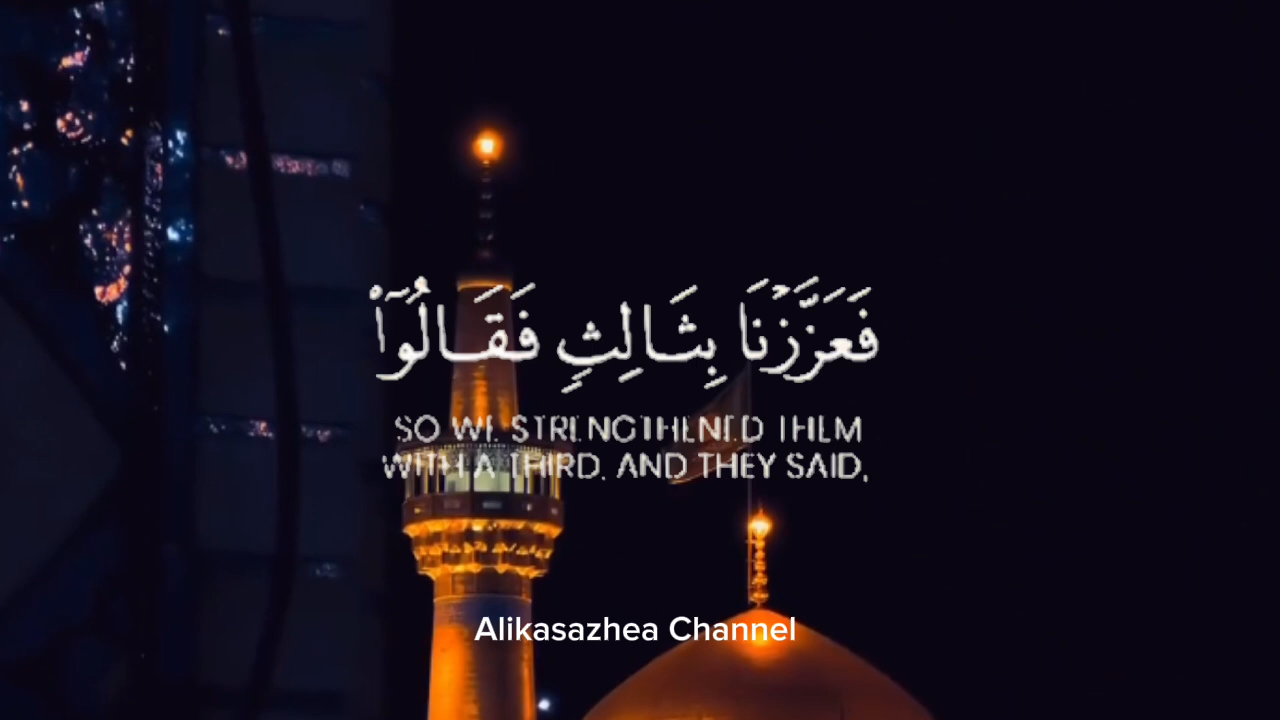 فَعَزَّزْنَا بِثَالِثٍ فَقَالُوٓا۟
SO WE STRENGTHENED THEM
WITH A THIRD, AND THEY SAID,
Alikasazhea Channel